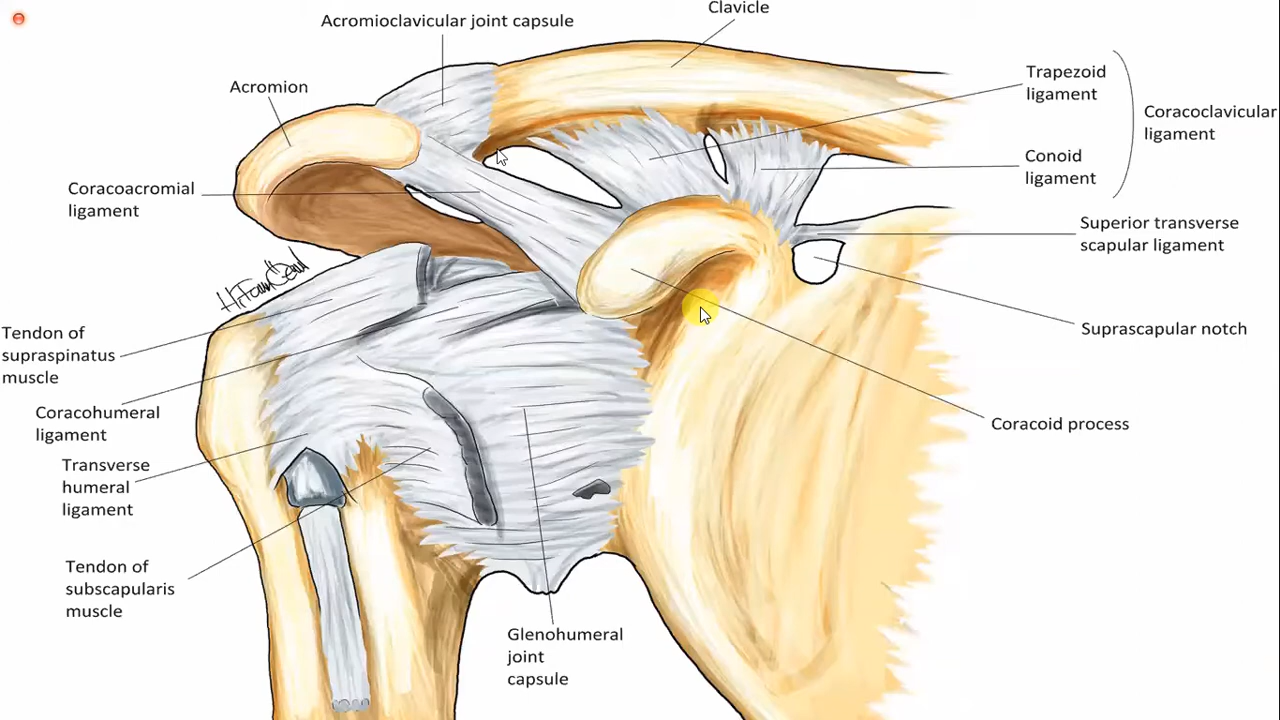 Clavicle
Acromioclavicular joint capsule
Acromion
Trapezoid
ligament
Coracoclavicular
ligament
Conoid
ligament
Coracoacromial
ligament
Superior transverse
scapular ligament
Suprascapular notch
Tendon of
supraspinatus
muscle
Coracohumeral
ligament
Coracoid process
Transverse
humeral
ligament
Tendon of
subscapularis
muscle
Glenohumeral
joint
capsule